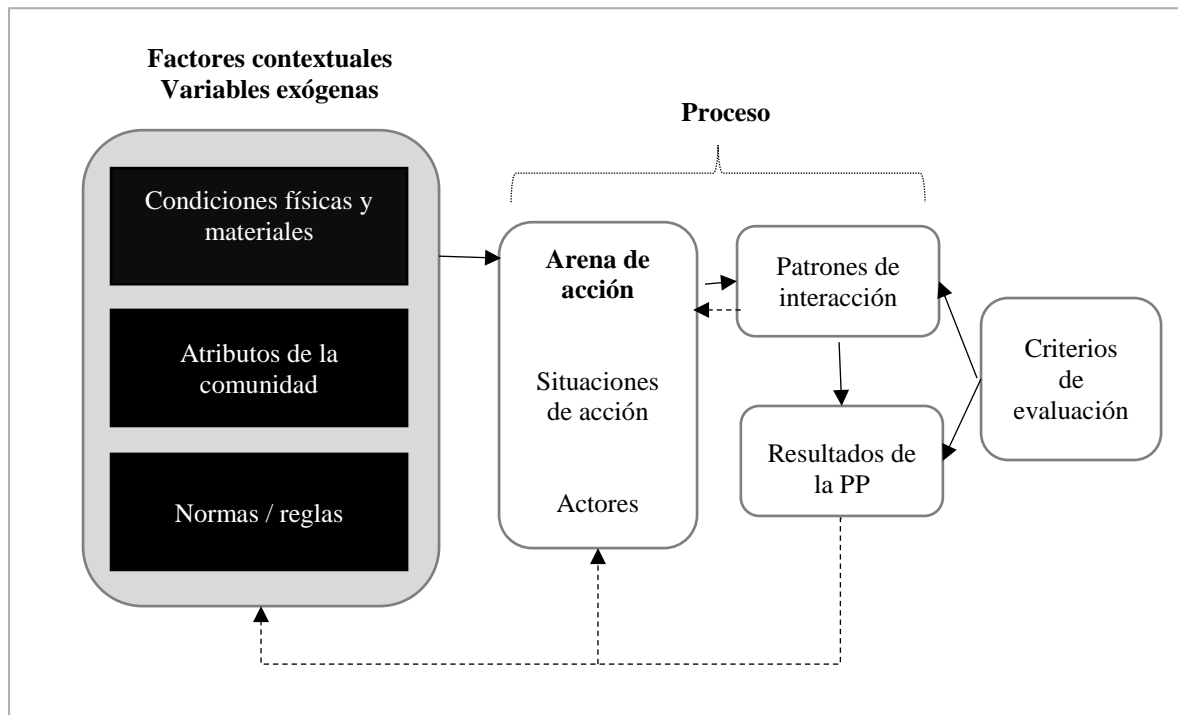 Factores contextuales
Variables exógenas
Proceso
Condiciones físicas y
materiales
Atributos de la
comunidad
Normas / reglas
Arena de
acción
Situaciones
de acción
Actores
Patrones de
interacción
Resultados de
la PP
Criterios
de
evaluación